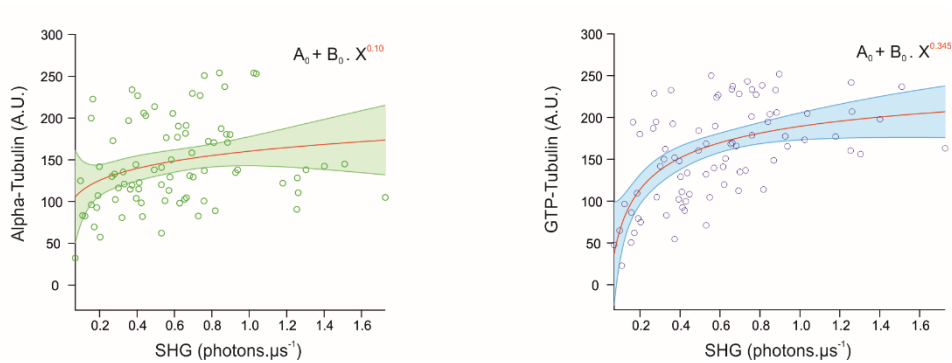 A₀ + B₀ . X⁰·¹⁰
Alpha-Tubulin (A.U.)
300
250
200
150
100
50
0
0.2 0.4 0.6 0.8 1.0 1.2 1.4 1.6
SHG (photons.µs⁻¹)
A₀ + B₀ . X⁰·³⁴⁵
GTP-Tubulin (A.U.)
300
250
200
150
100
50
0
0.2 0.4 0.6 0.8 1.0 1.2 1.4 1.6
SHG (photons.µs⁻¹)